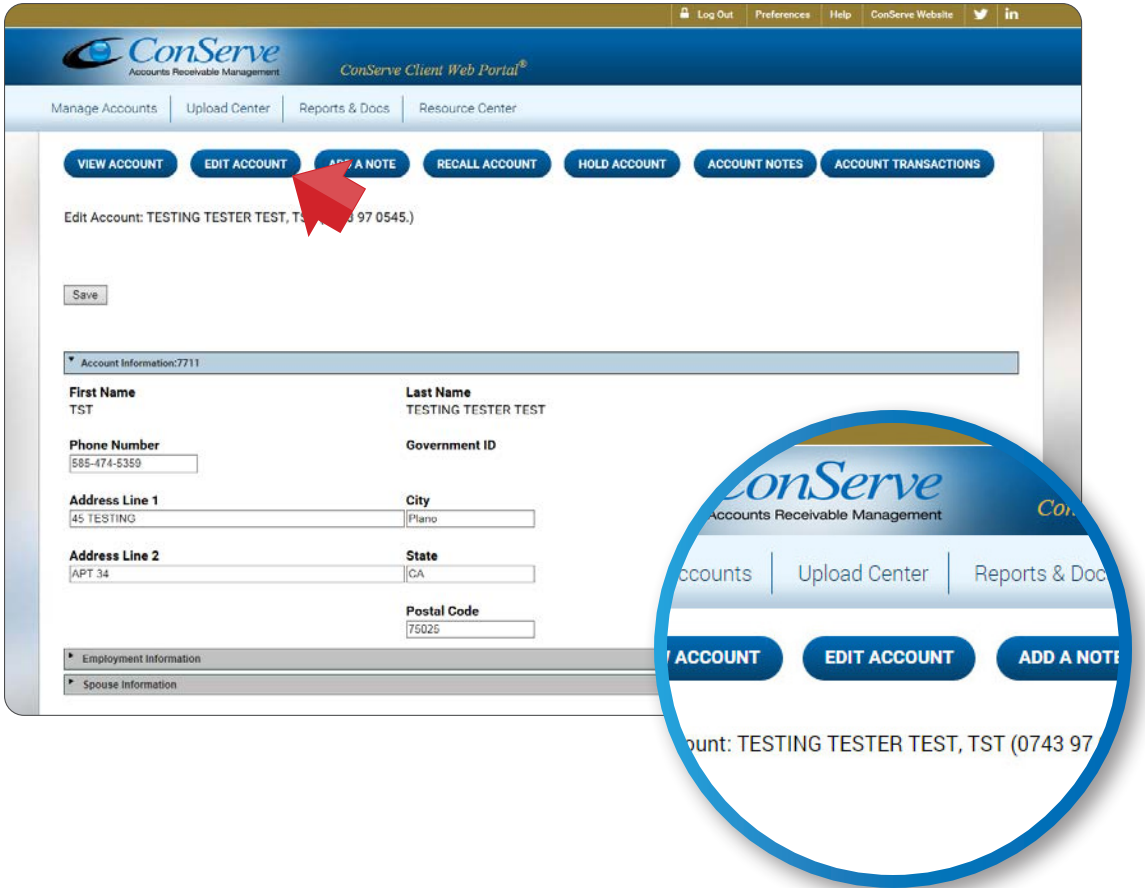 Log Out Preferences Help ConServe Website in
ConServe
Accounts Receivable Management
ConServe Client Web Portal®
Manage Accounts Upload Center Reports & Docs Resource Center
VIEW ACCOUNT EDIT ACCOUNT ADD A NOTE RECALL ACCOUNT HOLD ACCOUNT ACCOUNT NOTES ACCOUNT TRANSACTIONS
Edit Account: TESTING TESTER TEST, 97 0545.)
Save
Account Information:7711
First Name Last Name
TST TESTING TESTER TEST
Phone Number Government ID
585-474-5359
Address Line 1 City
45 TESTING Plano
Address Line 2 State
APT 34 CA
Postal Code
75025
Employment Information
Spouse Information
ConServe
Accounts Receivable Management Con
ccounts Upload Center Reports & Doc
ACCOUNT EDIT ACCOUNT ADD A NOTE
ount: TESTING TESTER TEST, TST (0743 97